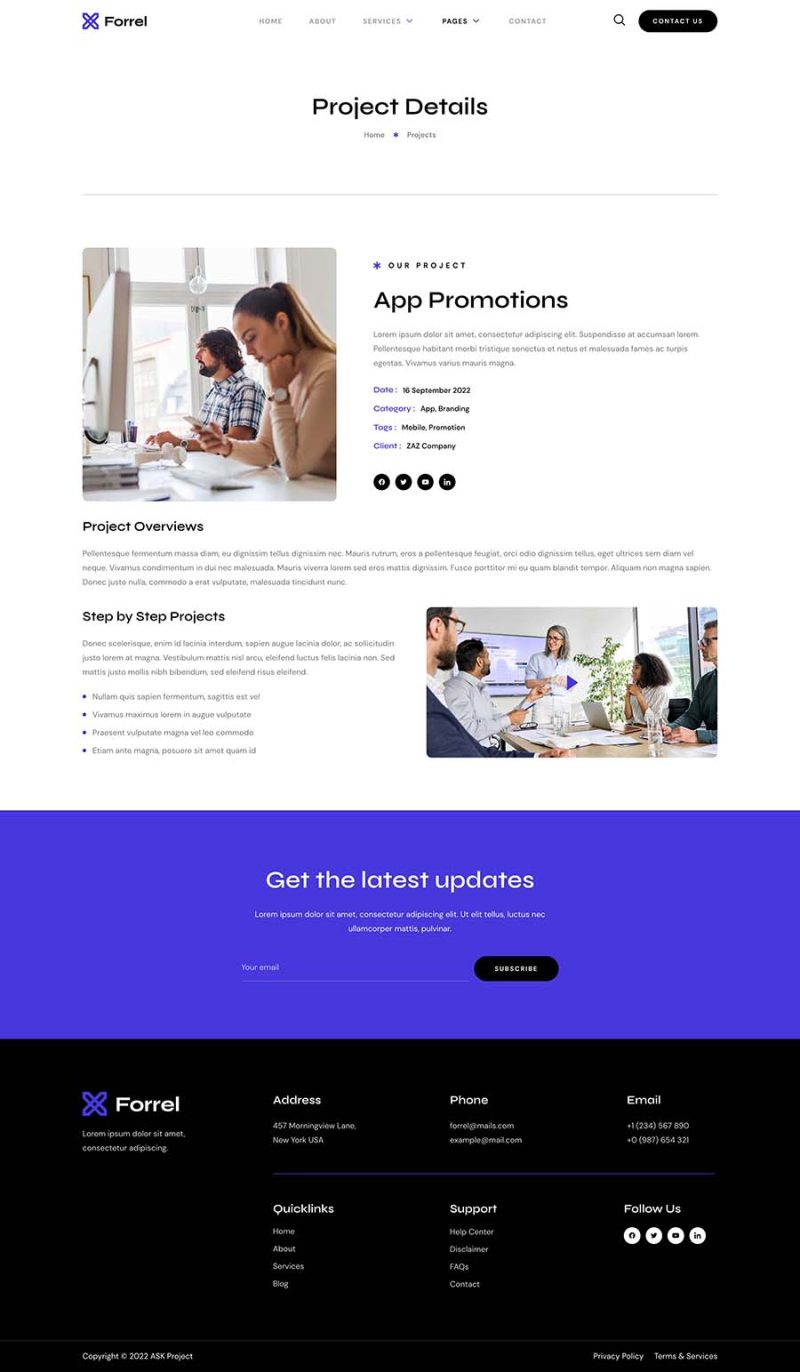 Forrel
HOME ABOUT SERVICES PAGES CONTACT
CONTACT US
Project Details
Home Projects
OUR PROJECT
App Promotions
Lorem ipsum dolor sit amet, consectetur adipiscing elit. Suspendisse at accumsan lorem.
Pellentesque habitant morbi tristique senectus et netus et malesuada fames ac turpis
egestas. Vivamus varius mauris magna.
Date : 16 September 2022
Category : App, Branding
Tags : Mobile, Promotion
Client : ZAZ Company
Project Overviews
Pellentesque fermentum massa diam, eu dignissim tellus dignissim nec. Mauris rutrum, eros a pellentesque feugiat, orci odio dignissim tellus, eget ultrices sem diam vel
neque. Vivamus condimentum in dui nec malesuada. Mauris viverra lorem sed eros mattis dignissim. Fusce porttitor mi eu quam blandit tempor. Aliquam non magna sapien.
Donec justo nulla, commodo a erat vulputate, malesuada tincidunt nunc.
Step by Step Projects
Donec scelerisque, enim id lacinia interdum, sapien augue lacinia dolor, ac sollicitudin
justo lorem at magna. Vestibulum mattis nisl arcu, eleifend luctus felis lacinia non. Sed
mattis justo mollis nibh bibendum, sed eleifend risus eleifend.
Nullam quis sapien fermentum, sagittis est vel
Vivamus maximus lorem in augue vulputate
Praesent vulputate magna vel leo commodo
Etiam ante magna, posuere sit amet quam id
Get the latest updates
Lorem ipsum dolor sit amet, consectetur adipiscing elit. Ut elit tellus, luctus nec
ullamcorper mattis, pulvinar.
Your email
SUBSCRIBE
Forrel
Lorem ipsum dolor sit amet,
consectetur adipiscing.
Address
457 Morningview Lane,
New York USA
Phone
forrel@mails.com
example@mail.com
Email
+1 (234) 567 890
+0 (987) 654 321
Quicklinks
Home
About
Services
Blog
Support
Help Center
Disclaimer
FAQs
Contact
Follow Us
Copyright © 2022 ASK Project
Privacy Policy Terms & Services